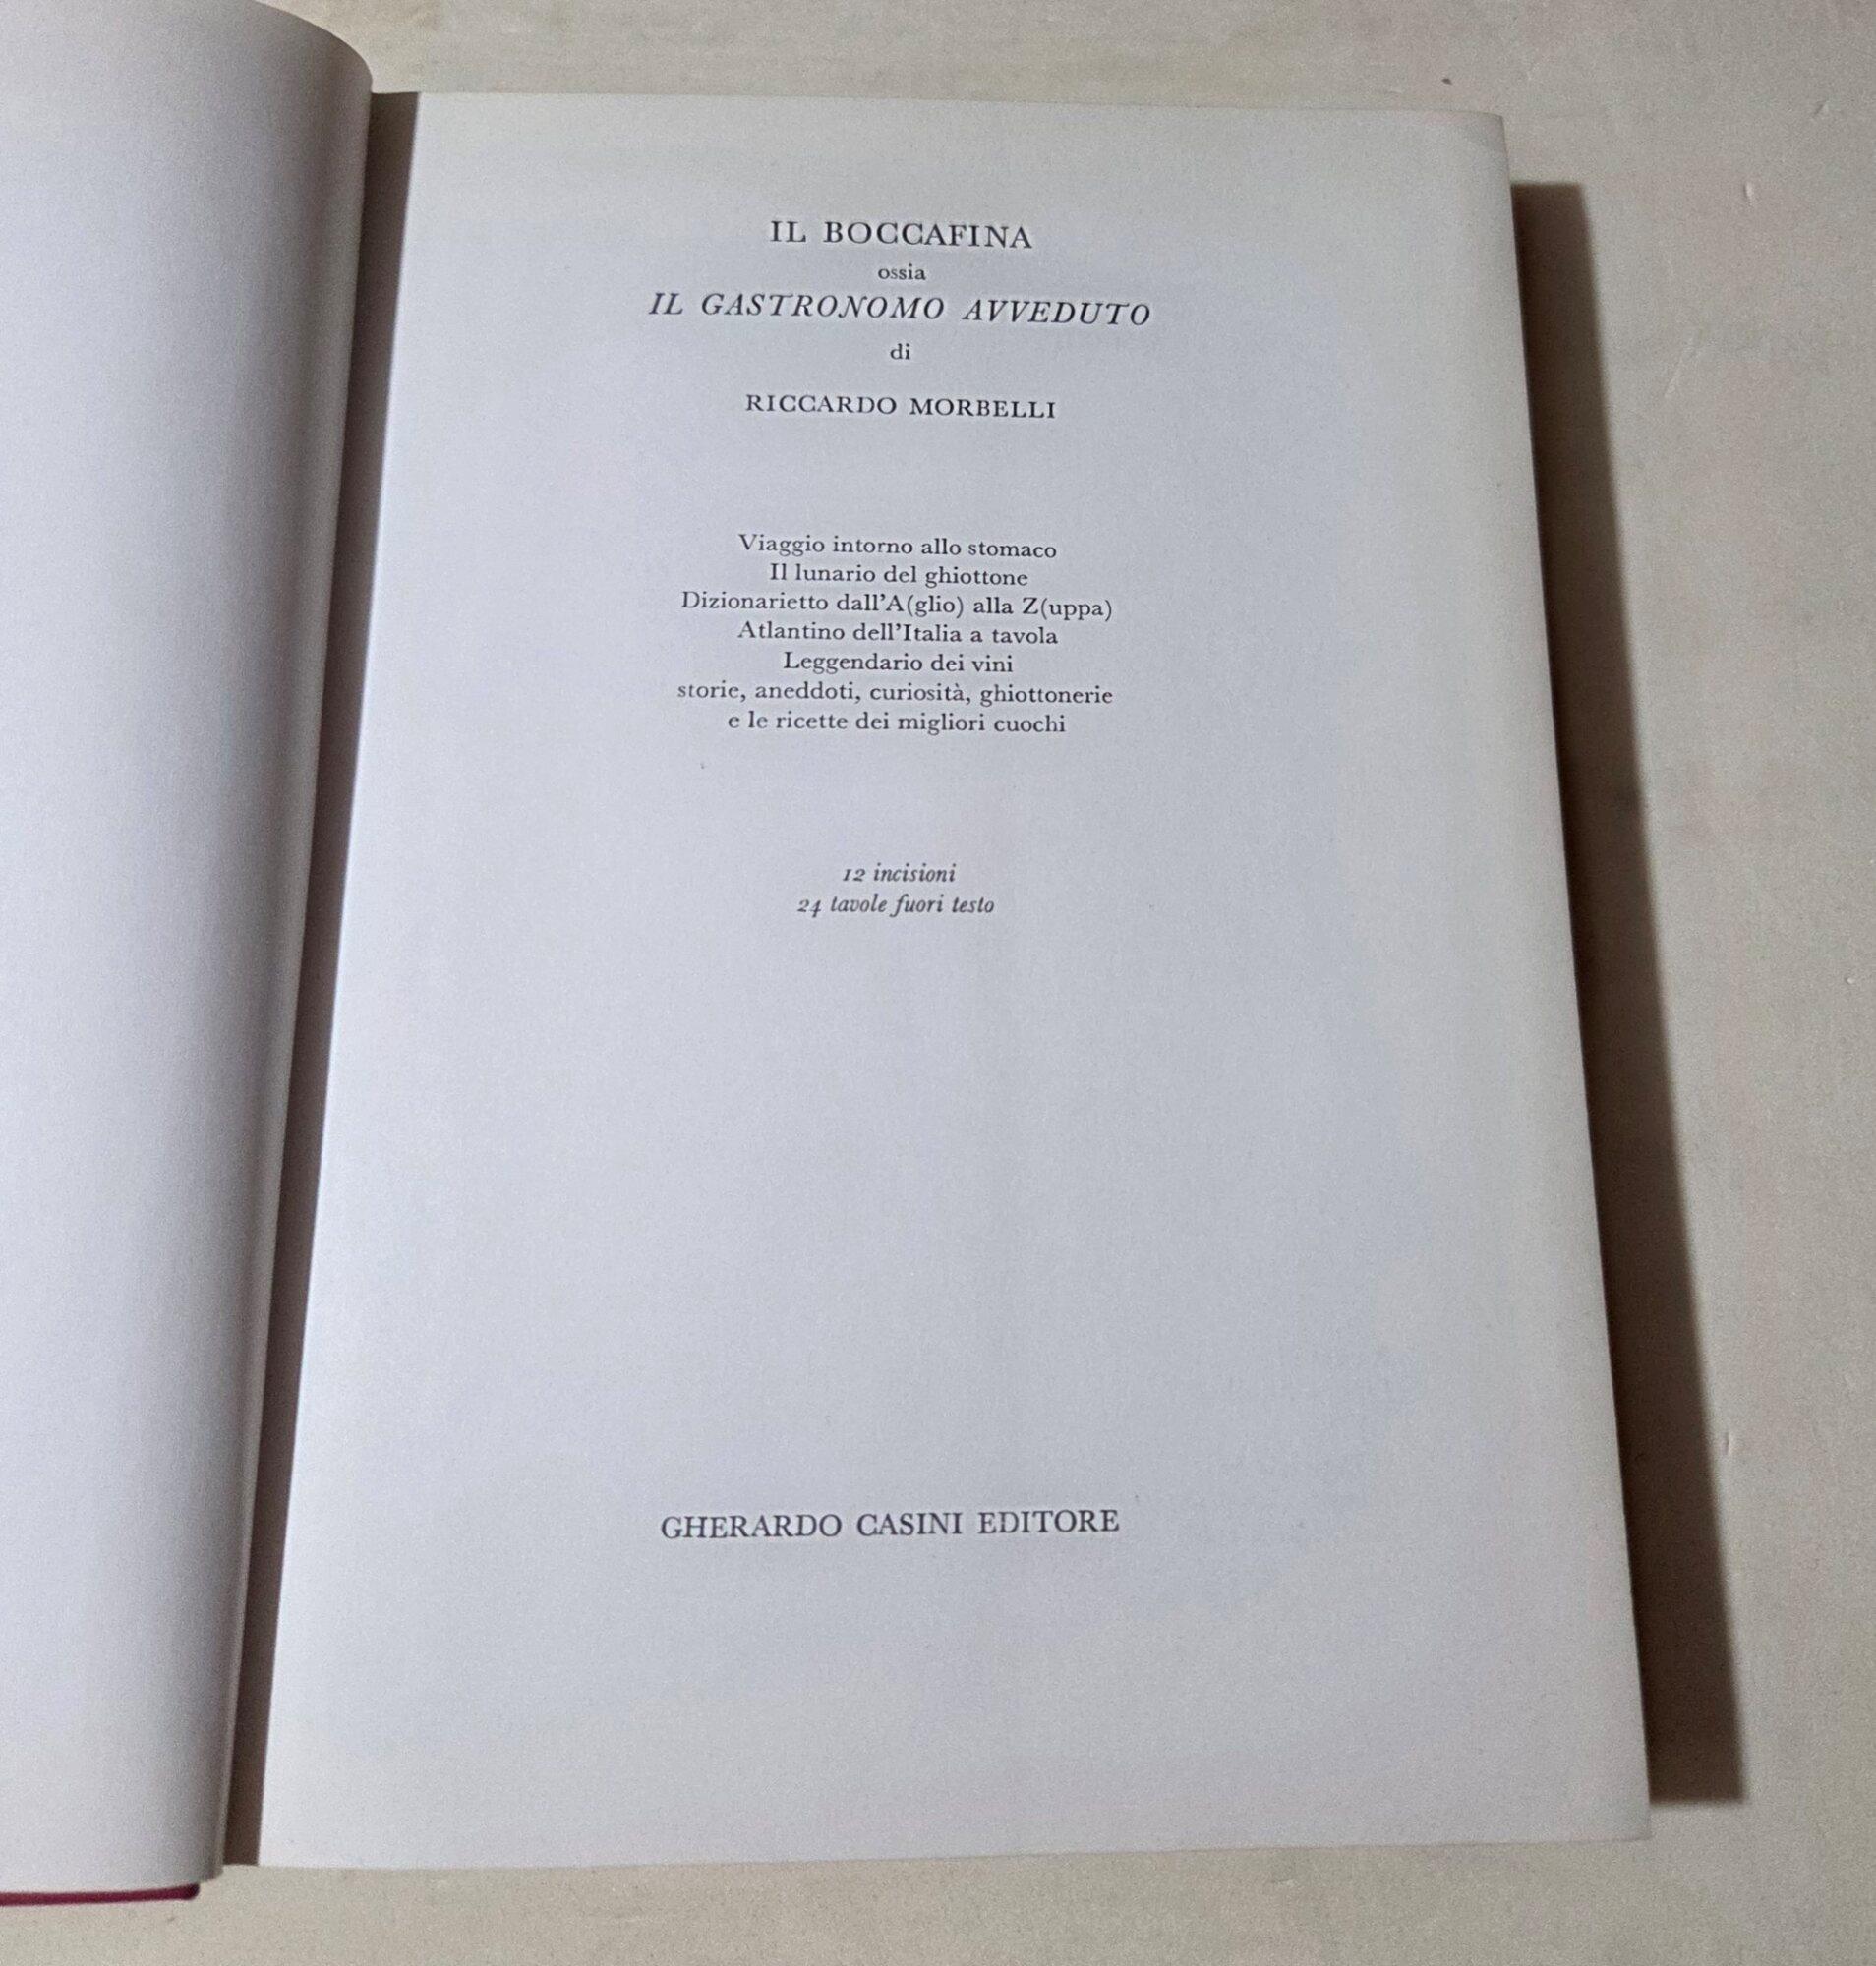 IL BOCCAFINA
ossia
IL GASTRONOMO AVVEDUTO
di
RICCARDO MORBELLI
Viaggio intorno allo stomaco
Il lunario del ghiottone
Dizionarietto dall'A(glio) alla Z(uppa)
Atlantino dell'Italia a tavola
Leggendario dei vini
storie, aneddoti, curiosità, ghiottonerie
e le ricette dei migliori cuochi
12 incisioni
24 tavole fuori testo
GHERARDO CASINI EDITORE